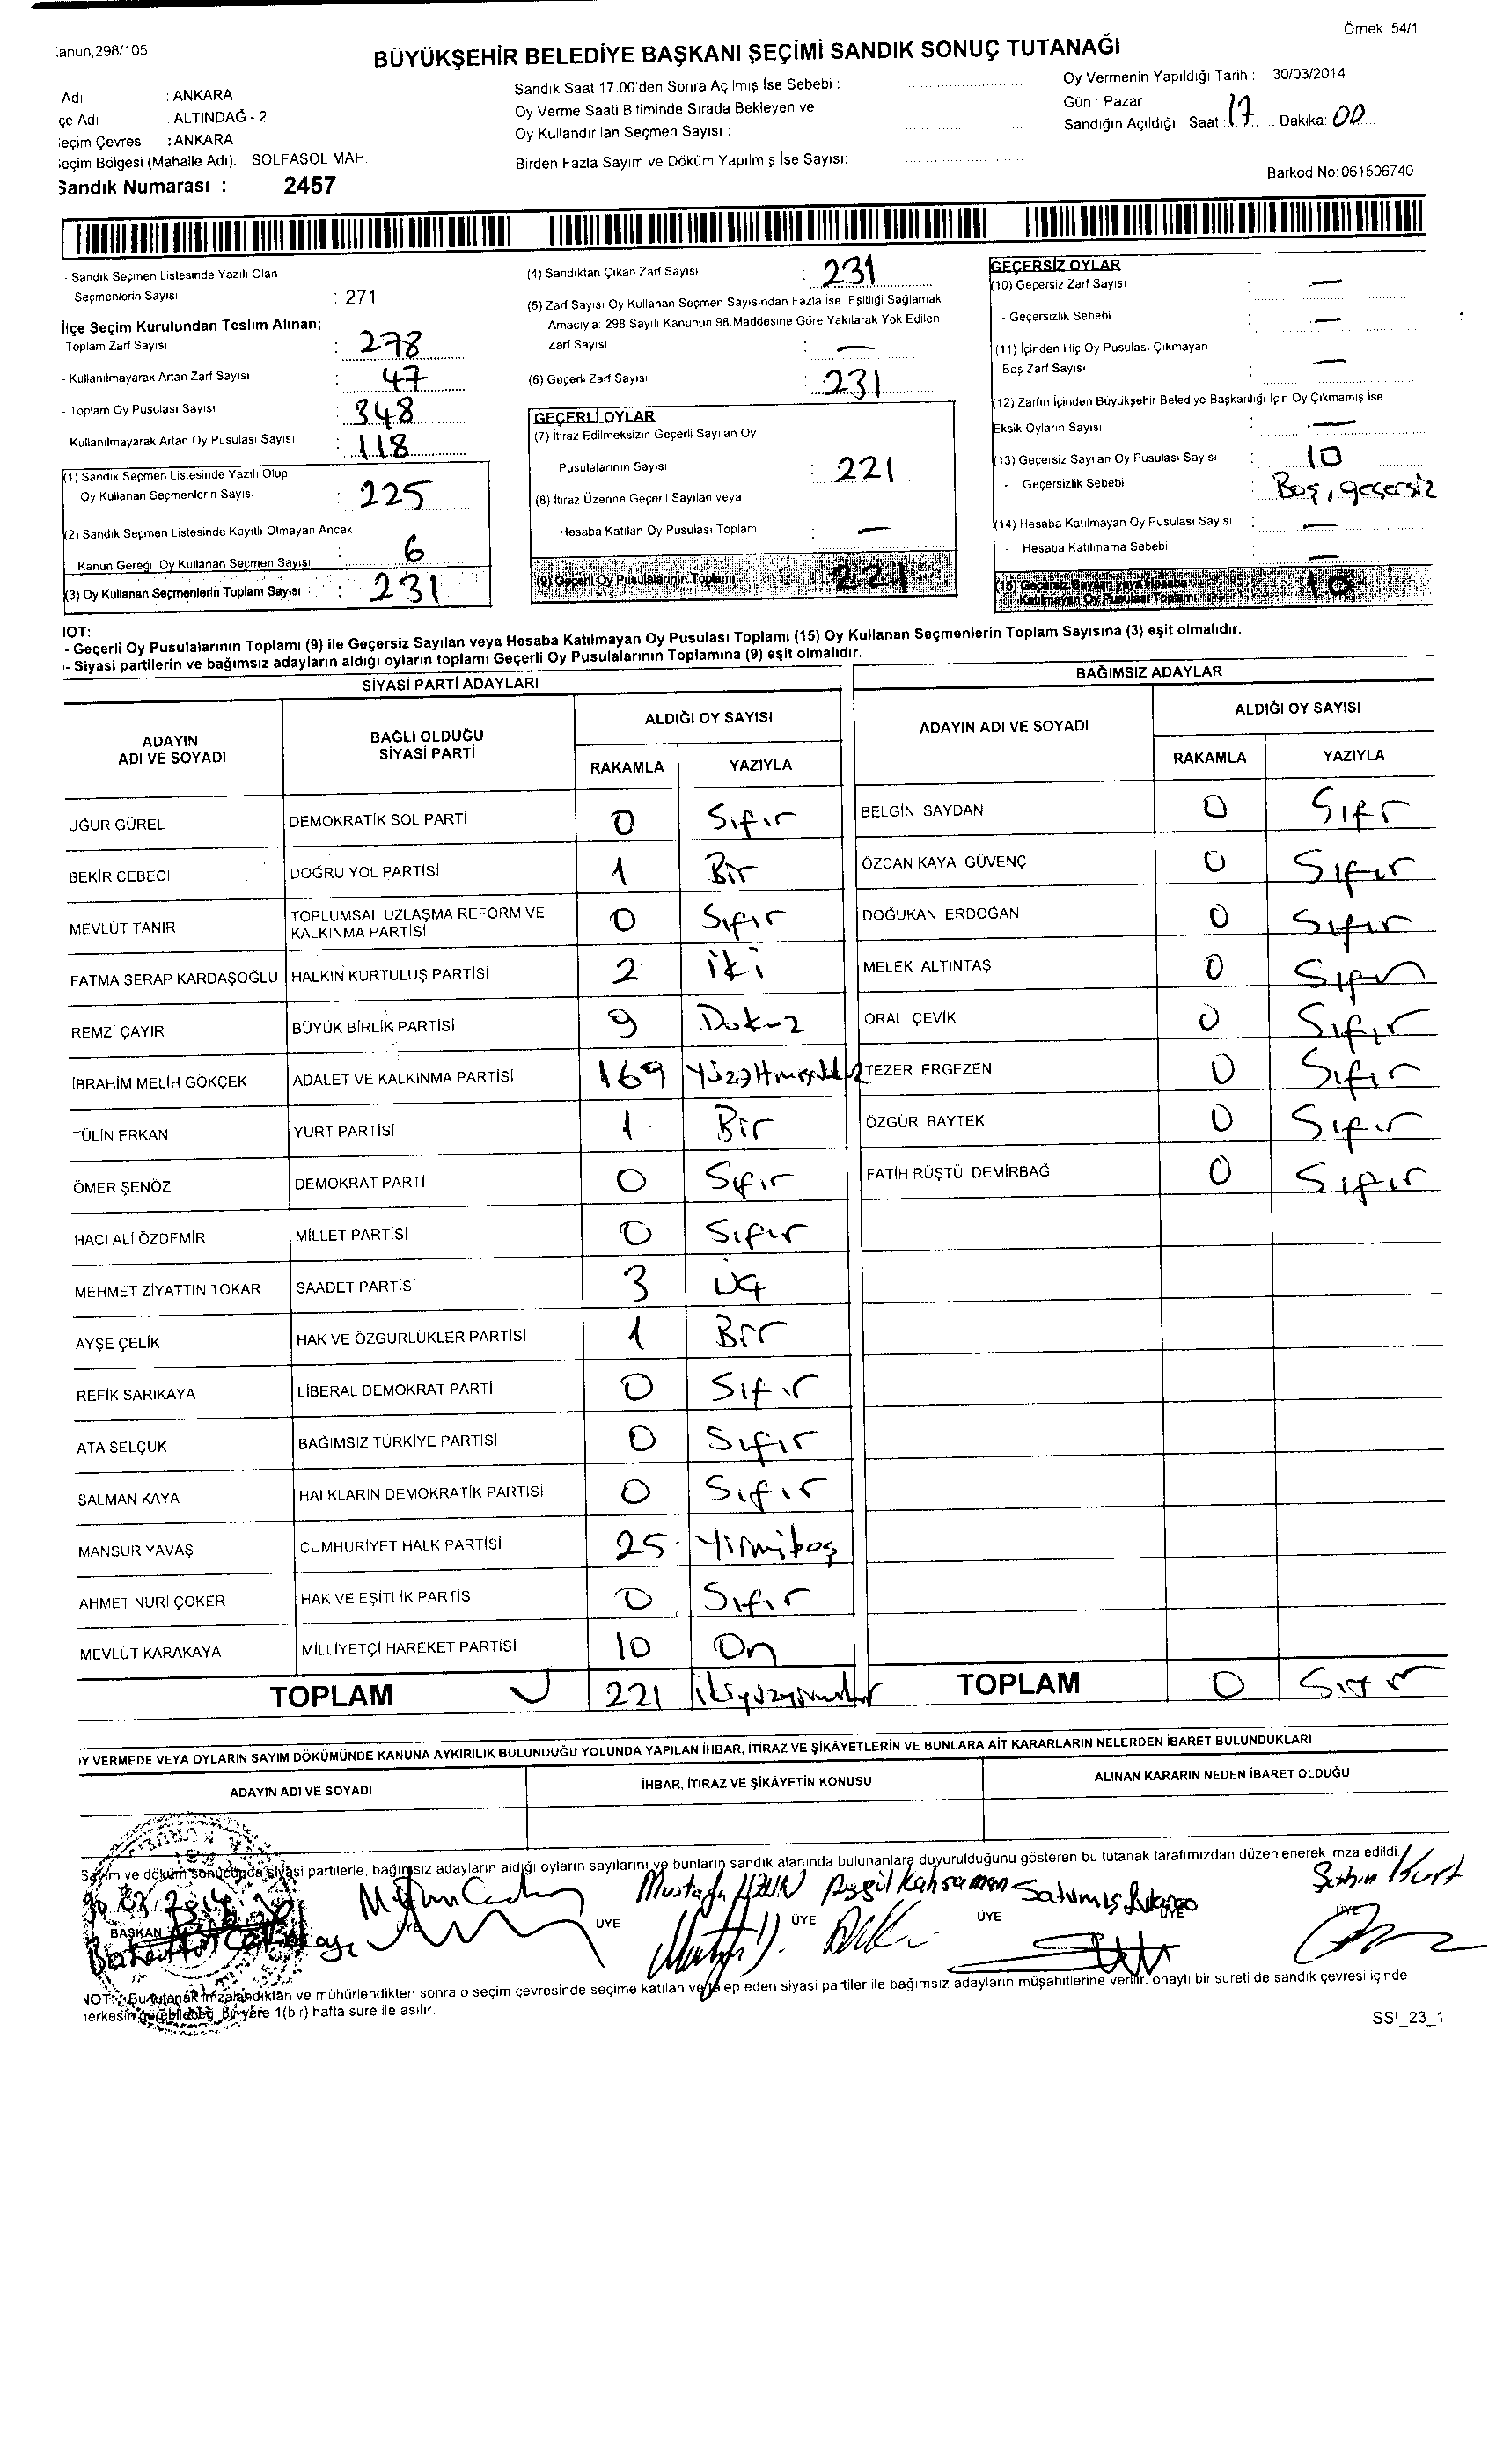 Örnek. 54/1
anun,298/105
BÜYÜKŞEHİR BELEDİYE BAŞKANI SEÇİMİ SANDIK SONUÇ TUTANAĞI
Adı : ANKARA
çe Adı . ALTINDAĞ - 2
eçim Çevresi : ANKARA
eçim Bölgesi (Mahalle Adı): SOLFASOL MAH.
Sandık Numarası : 2457
Sandık Saat 17.00'den Sonra Açılmış İse Sebebi :
Oy Verme Saati Bitiminde Sırada Bekleyen ve
Oy Kullandırılan Seçmen Sayısı :
Birden Fazla Sayım ve Döküm Yapılmış İse Sayısı:
Oy Vermenin Yapıldığı Tarih : 30/03/2014
Gün : Pazar
Sandığın Açıldığı Saat : 17 Dakika: 00
Barkod No: 061506740
- Sandık Seçmen Listesinde Yazılı Olan
Seçmenlerin Sayısı : 271
İlçe Seçim Kurulundan Teslim Alınan;
-Toplam Zarf Sayısı : 278
- Kullanılmayarak Artan Zarf Sayısı : 47
- Toplam Oy Pusulası Sayısı : 348
- Kullanılmayarak Artan Oy Pusulası Sayısı : 118
(1) Sandık Seçmen Listesinde Yazılı Olup
Oy Kullanan Seçmenlerin Sayısı : 225
(2) Sandık Seçmen Listesinde Kayıtlı Olmayan Ancak
Kanun Gereği Oy Kullanan Seçmen Sayısı : 6
(3) Oy Kullanan Seçmenlerin Toplam Sayısı : 231
(4) Sandıktan Çıkan Zarf Sayısı : 231
(5) Zarf Sayısı Oy Kullanan Seçmen Sayısından Fazla ise, Eşitliği Sağlamak
Amacıyla: 298 Sayılı Kanunun 98.Maddesine Göre Yakılarak Yok Edilen
Zarf Sayısı : —
(6) Geçerli Zarf Sayısı : 231
GEÇERLİ OYLAR
(7) İtiraz Edilmeksizin Geçerli Sayılan Oy
Pusulalarının Sayısı : 221
(8) İtiraz Üzerine Geçerli Sayılan veya
Hesaba Katılan Oy Pusulası Toplamı : —
(9) Geçerli Oy Pusulalarının Toplamı 221
GEÇERSİZ OYLAR
(10) Geçersiz Zarf Sayısı : —
- Geçersizlik Sebebi : —
(11) İçinden Hiç Oy Pusulası Çıkmayan
Boş Zarf Sayısı : —
(12) Zarfın İçinden Büyükşehir Belediye Başkanlığı İçin Oy Çıkmamış İse
Eksik Oyların Sayısı : —
(13) Geçersiz Sayılan Oy Pusulası Sayısı : 10
- Geçersizlik Sebebi : Boş, geçersiz
(14) Hesaba Katılmayan Oy Pusulası Sayısı : —
- Hesaba Katılmama Sebebi : —
(15) Geçersiz Sayılan veya Hesaba
Katılmayan Oy Pusulası Toplamı 10
NOT:
- Geçerli Oy Pusulalarının Toplamı (9) ile Geçersiz Sayılan veya Hesaba Katılmayan Oy Pusulası Toplamı (15) Oy Kullanan Seçmenlerin Toplam Sayısına (3) eşit olmalıdır.
- Siyasi partilerin ve bağımsız adayların aldığı oyların toplamı Geçerli Oy Pusulalarının Toplamına (9) eşit olmalıdır.
SİYASİ PARTİ ADAYLARI
ADAYIN ADI VE SOYADI
BAĞLI OLDUĞU SİYASİ PARTİ
ALDIĞI OY SAYISI
RAKAMLA YAZIYLA
UĞUR GÜREL DEMOKRATİK SOL PARTİ 0 Sıfır
BEKİR CEBECİ DOĞRU YOL PARTİSİ 1 Bir
MEVLÜT TANIR TOPLUMSAL UZLAŞMA REFORM VE KALKINMA PARTİSİ 0 Sıfır
FATMA SERAP KARDAŞOĞLU HALKIN KURTULUŞ PARTİSİ 2 iki
REMZİ ÇAYIR BÜYÜK BİRLİK PARTİSİ 9 Dokuz
İBRAHİM MELİH GÖKÇEK ADALET VE KALKINMA PARTİSİ 169
TÜLİN ERKAN YURT PARTİSİ 1 Bir
ÖMER ŞENÖZ DEMOKRAT PARTİ 0 Sıfır
HACI ALİ ÖZDEMİR MİLLET PARTİSİ 0 Sıfır
MEHMET ZİYATTİN TOKAR SAADET PARTİSİ 3 üç
AYŞE ÇELİK HAK VE ÖZGÜRLÜKLER PARTİSİ 1 Bir
REFİK SARIKAYA LİBERAL DEMOKRAT PARTİ 0 Sıfır
ATA SELÇUK BAĞIMSIZ TÜRKİYE PARTİSİ 0 Sıfır
SALMAN KAYA HALKLARIN DEMOKRATİK PARTİSİ 0 Sıfır
MANSUR YAVAŞ CUMHURİYET HALK PARTİSİ 25 Yirmibeş
AHMET NURİ ÇOKER HAK VE EŞİTLİK PARTİSİ 0 Sıfır
MEVLÜT KARAKAYA MİLLİYETÇİ HAREKET PARTİSİ 10 On
TOPLAM 221
BAĞIMSIZ ADAYLAR
ADAYIN ADI VE SOYADI
ALDIĞI OY SAYISI
RAKAMLA YAZIYLA
BELGİN SAYDAN 0 Sıfır
ÖZCAN KAYA GÜVENÇ 0 Sıfır
DOĞUKAN ERDOĞAN 0 Sıfır
MELEK ALTINTAŞ 0 Sıfır
ORAL ÇEVİK 0 Sıfır
TEZER ERGEZEN 0 Sıfır
ÖZGÜR BAYTEK 0 Sıfır
FATİH RÜŞTÜ DEMİRBAĞ 0 Sıfır
TOPLAM 0 Sıfır
Y VERMEDE VEYA OYLARIN SAYIM DÖKÜMÜNDE KANUNA AYKIRILIK BULUNDUĞU YOLUNDA YAPILAN İHBAR, İTİRAZ VE ŞİKÂYETLERİN VE BUNLARA AİT KARARLARIN NELERDEN İBARET BULUNDUKLARI
ADAYIN ADI VE SOYADI İHBAR, İTİRAZ VE ŞİKÂYETİN KONUSU ALINAN KARARIN NEDEN İBARET OLDUĞU
Sayım ve döküm sonucunda siyasi partilerle, bağımsız adayların aldığı oyların sayılarını ve bunların sandık alanında bulunanlara duyurulduğunu gösteren bu tutanak tarafımızdan düzenlenerek imza edildi.
Mustafa UZUN Ayşgül Kahraman Satılmış Şahin Kurt
BAŞKAN ÜYE ÜYE ÜYE ÜYE ÜYE ÜYE
NOT: Bu tutanak imzalandıktan ve mühürlendikten sonra o seçim çevresinde seçime katılan ve talep eden siyasi partiler ile bağımsız adayların müşahitlerine verilir. onaylı bir sureti de sandık çevresi içinde
herkesin görebileceği bir yere 1(bir) hafta süre ile asılır.
SSI_23_1